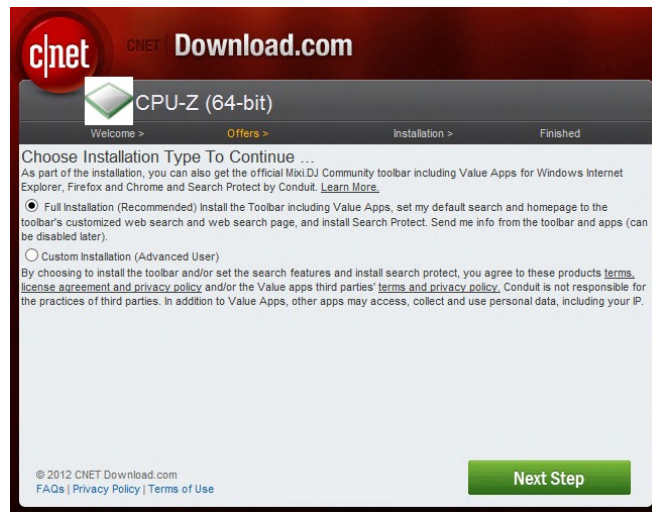 c|net
CNET | Download.com
CPU-Z (64-bit)
Welcome > Offers > Installation > Finished
Choose Installation Type To Continue ...
As part of the installation, you can also get the official Mixi.DJ Community toolbar including Value Apps for Windows Internet
Explorer, Firefox and Chrome and Search Protect by Conduit. Learn More.
Full Installation (Recommended) Install the Toolbar including Value Apps, set my default search and homepage to the
toolbar's customized web search and web search page, and install Search Protect. Send me info from the toolbar and apps (can
be disabled later).
Custom Installation (Advanced User)
By choosing to install the toolbar and/or set the search features and install search protect, you agree to these products terms,
license agreement and privacy policy and/or the Value apps third parties' terms and privacy policy. Conduit is not responsible for
the practices of third parties. In addition to Value Apps, other apps may access, collect and use personal data, including your IP.
© 2012 CNET Download.com
FAQs | Privacy Policy | Terms of Use
Next Step